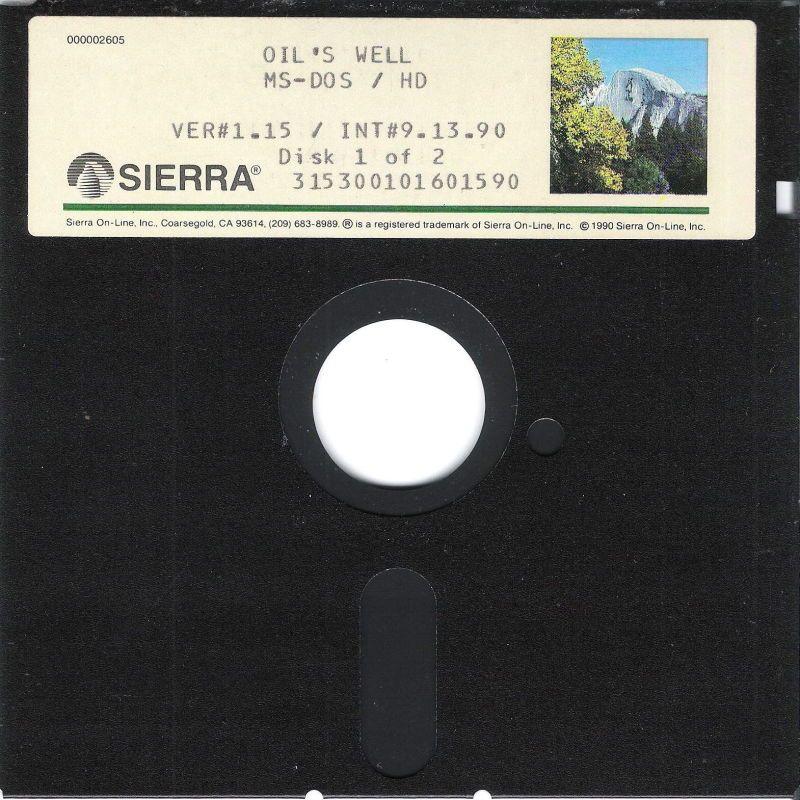 000002605
OIL'S WELL
MS-DOS / HD
VER#1.15 / INT#9.13.90
Disk 1 of 2
SIERRA®
315300101601590
Sierra On-Line, Inc., Coarsegold, CA 93614, (209) 683-8989. ® is a registered trademark of Sierra On-Line, Inc. © 1990 Sierra On-Line, Inc.